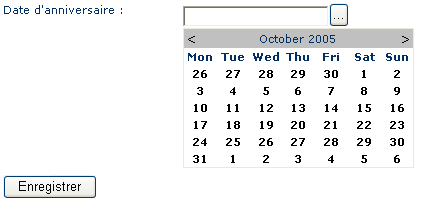 Date d'anniversaire : ...
< October 2005 >
Mon Tue Wed Thu Fri Sat Sun
26 27 28 29 30 1 2
3 4 5 6 7 8 9
10 11 12 13 14 15 16
17 18 19 20 21 22 23
24 25 26 27 28 29 30
31 1 2 3 4 5 6
Enregistrer